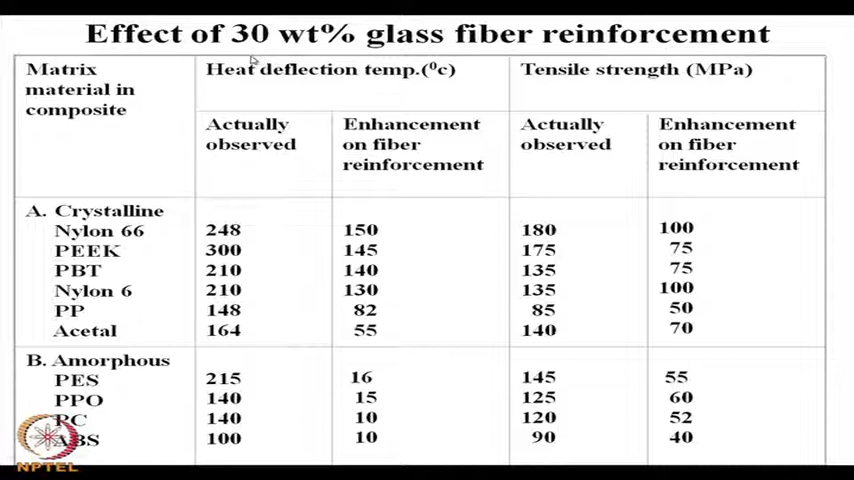 Effect of 30 wt% glass fiber reinforcement
Matrix material in composite
Heat deflection temp.(⁰c)
Tensile strength (MPa)
Actually observed
Enhancement on fiber reinforcement
Actually observed
Enhancement on fiber reinforcement
A. Crystalline
Nylon 66 248 150 180 100
PEEK 300 145 175 75
PBT 210 140 135 75
Nylon 6 210 130 135 100
PP 148 82 85 50
Acetal 164 55 140 70
B. Amorphous
PES 215 16 145 55
PPO 140 15 125 60
PC 140 10 120 52
ABS 100 10 90 40
NPTEL